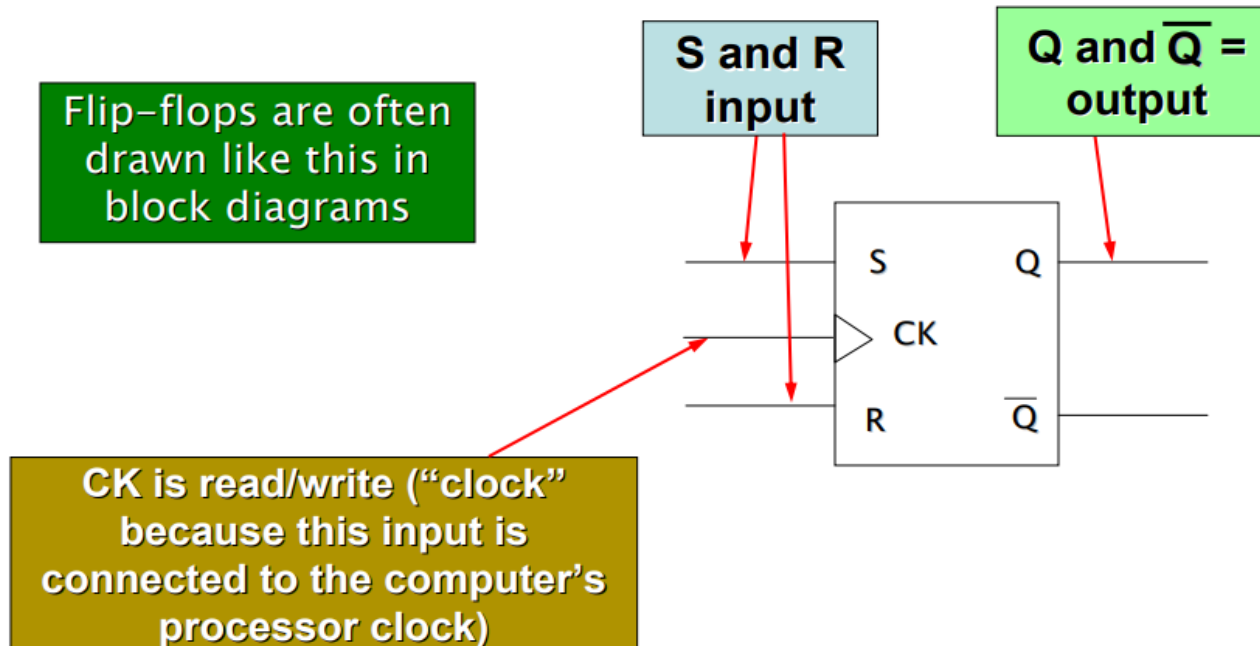 Flip-flops are often
drawn like this in
block diagrams
S and R
input
Q and Q̅ =
output
S
Q
CK
R
Q̅
CK is read/write (“clock”
because this input is
connected to the computer’s
processor clock)